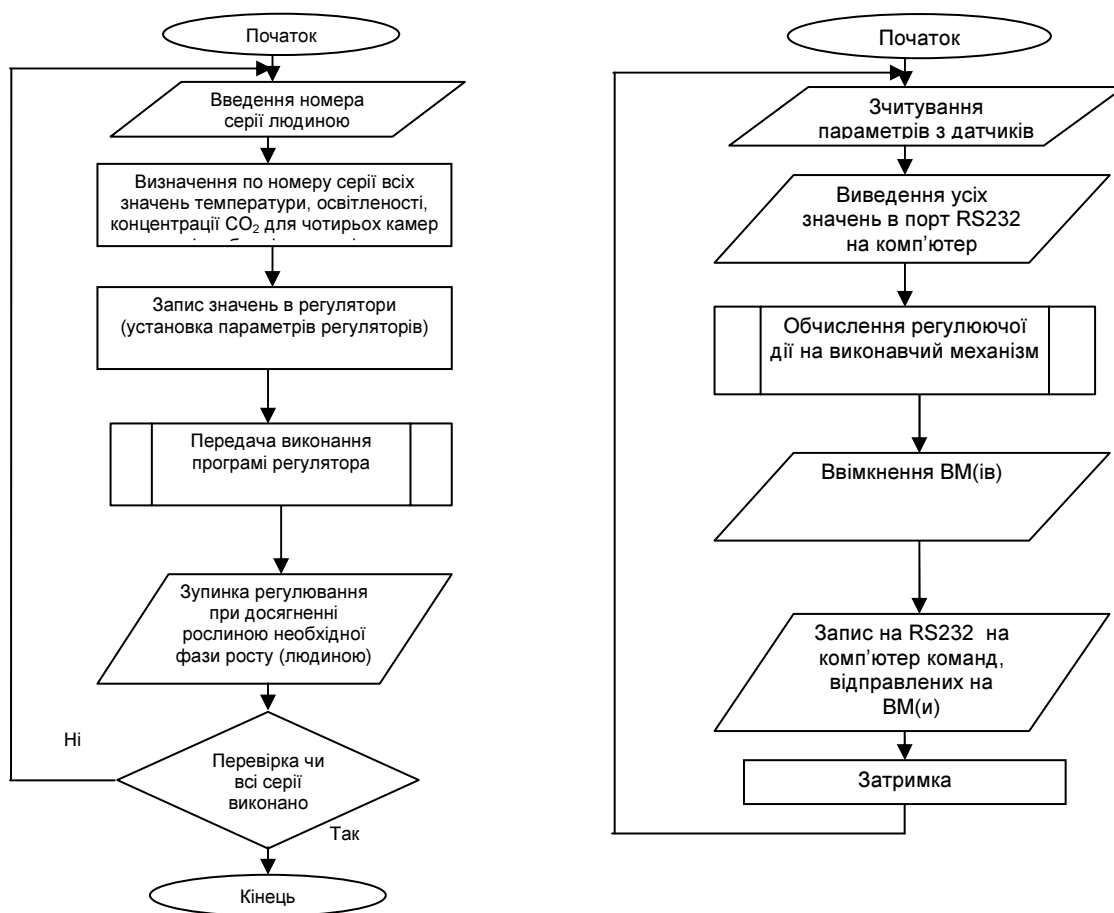 Початок
Введення номера
серії людиною
Визначення по номеру серії всіх
значень температури, освітленості,
концентрації CO₂ для чотирьох камер
Запис значень в регулятори
(установка параметрів регуляторів)
Передача виконання
програмі регулятора
Зупинка регулювання
при досягненні
рослиною необхідної
фази росту (людиною)
Ні
Перевірка чи
всі серії
виконано
Так
Кінець
Початок
Зчитування
параметрів з датчиків
Виведення усіх
значень в порт RS232
на комп’ютер
Обчислення регулюючої
дії на виконавчий механізм
Ввімкнення ВМ(ів)
Запис на RS232 на
комп’ютер команд,
відправлених на
ВМ(и)
Затримка